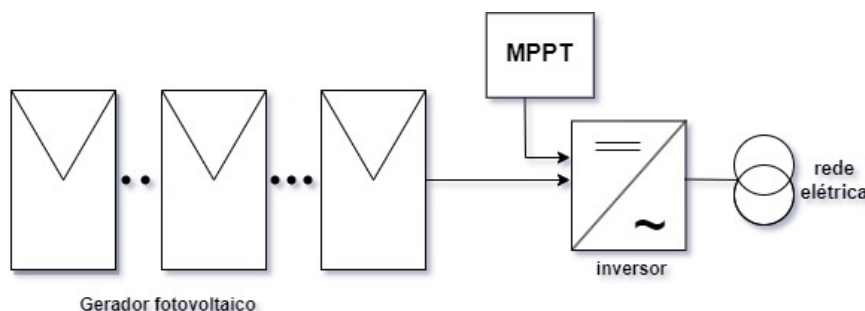 MPPT
rede
elétrica
inversor
Gerador fotovoltaico